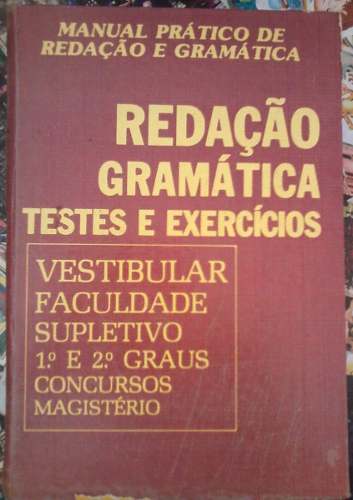 MANUAL PRÁTICO DE
REDAÇÃO E GRAMÁTICA
REDAÇÃO
GRAMÁTICA
TESTES E EXERCÍCIOS
VESTIBULAR
FACULDADE
SUPLETIVO
1.º E 2.º GRAUS
CONCURSOS
MAGISTÉRIO